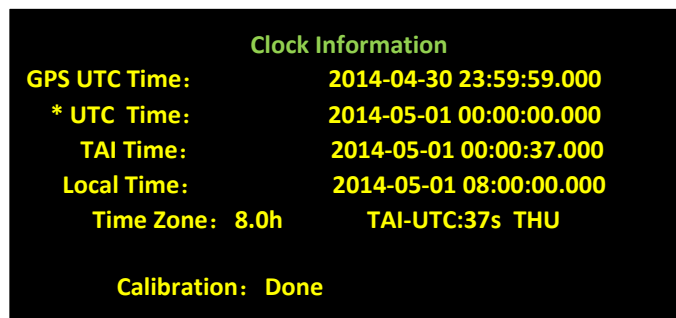 Clock Information
GPS UTC Time： 2014-04-30 23:59:59.000
* UTC Time： 2014-05-01 00:00:00.000
TAI Time： 2014-05-01 00:00:37.000
Local Time： 2014-05-01 08:00:00.000
Time Zone： 8.0h TAI-UTC:37s THU
Calibration： Done